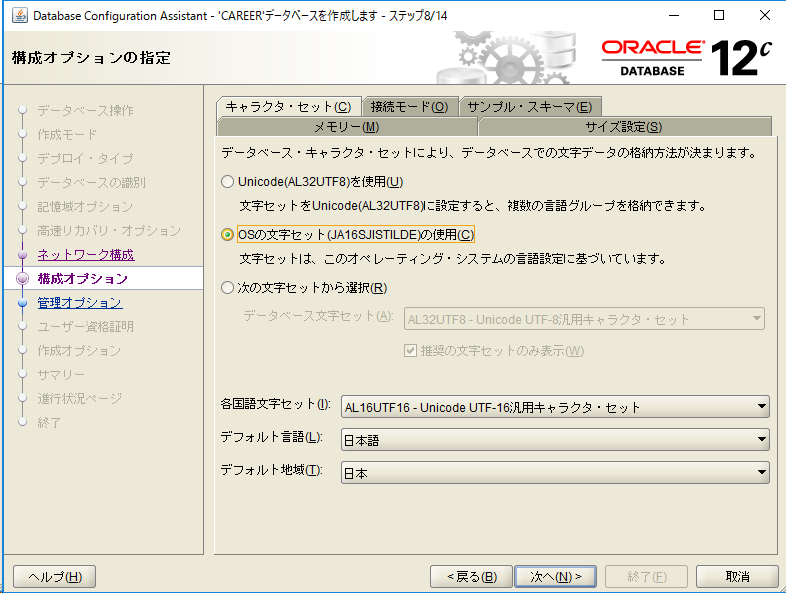 Database Configuration Assistant - 'CAREER'データベースを作成します - ステップ8/14
構成オプションの指定
ORACLE
DATABASE
12c
データベース操作
作成モード
デプロイ・タイプ
データベースの識別
記憶域オプション
高速リカバリ・オプション
ネットワーク構成
構成オプション
管理オプション
ユーザー資格証明
作成オプション
サマリー
進行状況ページ
終了
キャラクタ・セット(C) 接続モード(O) サンプル・スキーマ(E)
メモリー(M) サイズ設定(S)
データベース・キャラクタ・セットにより、データベースでの文字データの格納方法が決まります。
Unicode(AL32UTF8)を使用(U)
文字セットをUnicode(AL32UTF8)に設定すると、複数の言語グループを格納できます。
OSの文字セット(JA16SJISTILDE)の使用(C)
文字セットは、このオペレーティング・システムの言語設定に基づいています。
次の文字セットから選択(R)
データベース文字セット(A): AL32UTF8 - Unicode UTF-8汎用キャラクタ・セット
推奨の文字セットのみ表示(W)
各国語文字セット(I): AL16UTF16 - Unicode UTF-16汎用キャラクタ・セット
デフォルト言語(L): 日本語
デフォルト地域(T): 日本
ヘルプ(H) <戻る(B) 次へ(N)> 終了(F) 取消